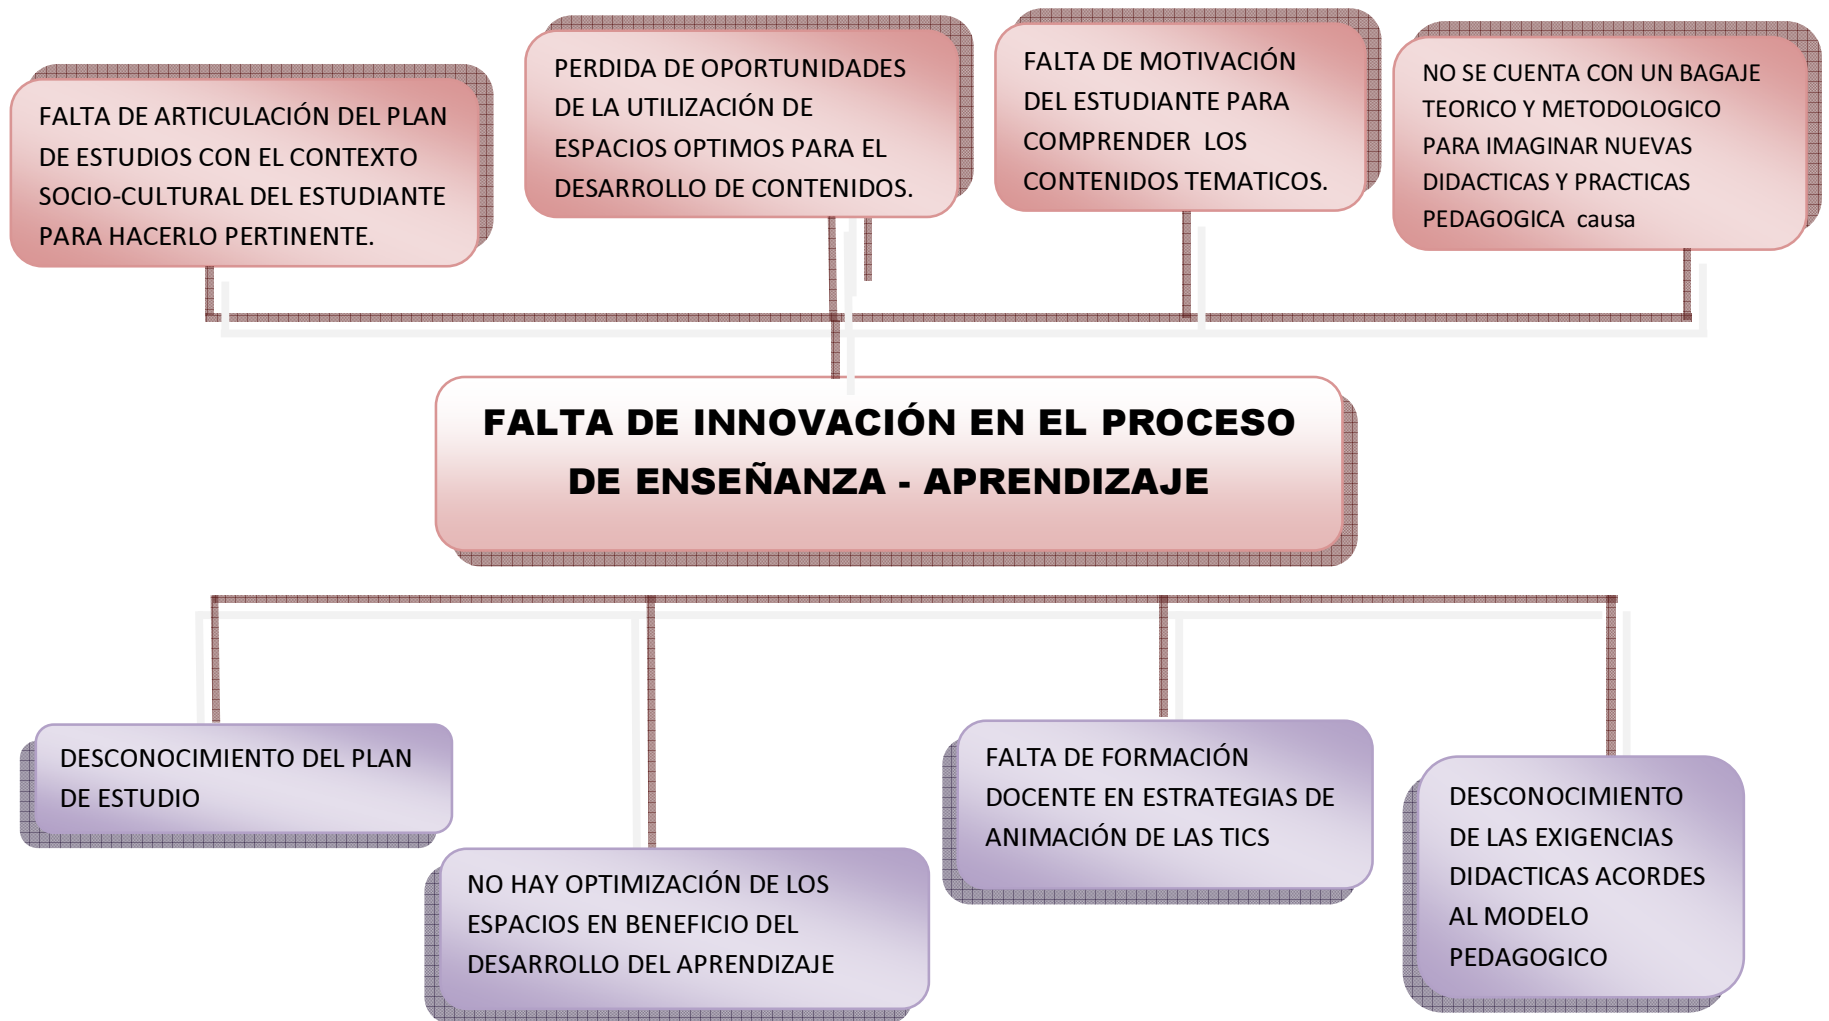 FALTA DE ARTICULACIÓN DEL PLAN
DE ESTUDIOS CON EL CONTEXTO
SOCIO-CULTURAL DEL ESTUDIANTE
PARA HACERLO PERTINENTE.
PERDIDA DE OPORTUNIDADES
DE LA UTILIZACIÓN DE
ESPACIOS OPTIMOS PARA EL
DESARROLLO DE CONTENIDOS.
FALTA DE MOTIVACIÓN
DEL ESTUDIANTE PARA
COMPRENDER LOS
CONTENIDOS TEMATICOS.
NO SE CUENTA CON UN BAGAJE
TEORICO Y METODOLOGICO
PARA IMAGINAR NUEVAS
DIDACTICAS Y PRACTICAS
PEDAGOGICA causa
FALTA DE INNOVACIÓN EN EL PROCESO
DE ENSEÑANZA - APRENDIZAJE
DESCONOCIMIENTO DEL PLAN
DE ESTUDIO
NO HAY OPTIMIZACIÓN DE LOS
ESPACIOS EN BENEFICIO DEL
DESARROLLO DEL APRENDIZAJE
FALTA DE FORMACIÓN
DOCENTE EN ESTRATEGIAS DE
ANIMACIÓN DE LAS TICS
DESCONOCIMIENTO
DE LAS EXIGENCIAS
DIDACTICAS ACORDES
AL MODELO
PEDAGOGICO